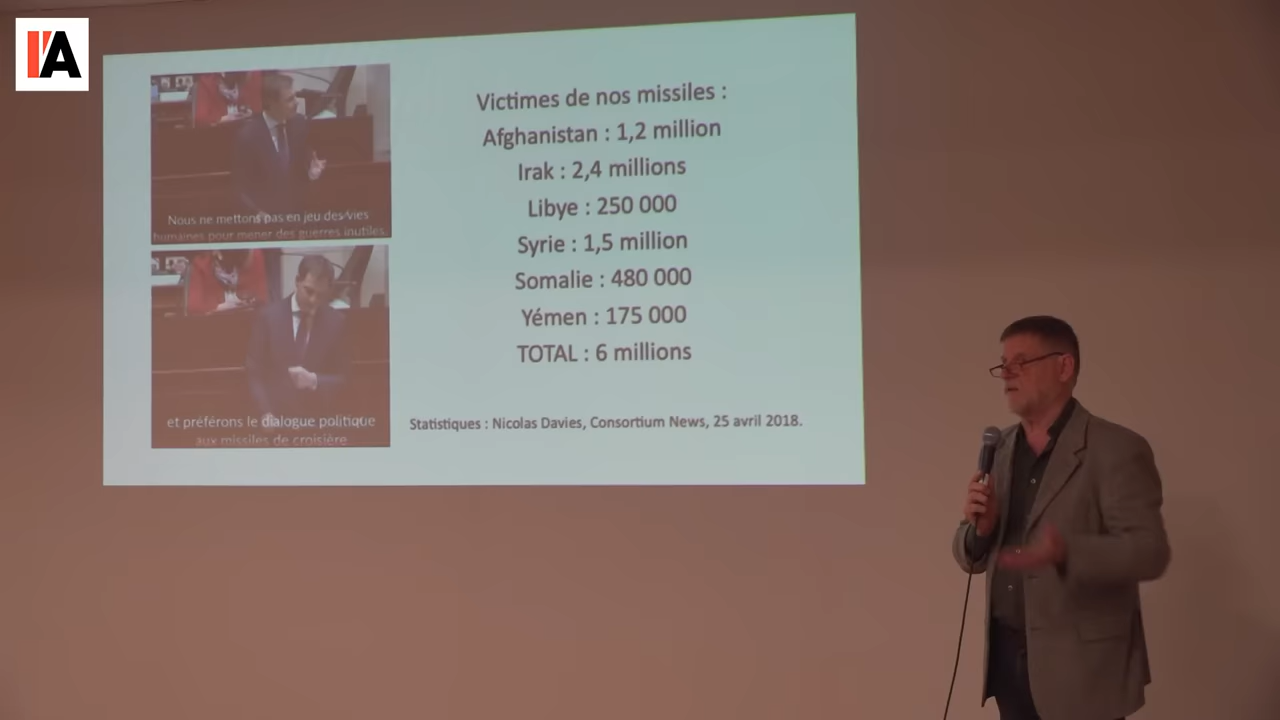 I'A
Victimes de nos missiles :
Afghanistan : 1,2 million
Irak : 2,4 millions
Libye : 250 000
Syrie : 1,5 million
Somalie : 480 000
Yémen : 175 000
TOTAL : 6 millions
Statistiques : Nicolas Davies, Consortium News, 25 avril 2018.
Nous ne mettons pas en jeu des vies
humaines pour mener des guerres inutiles,
et préférons le dialogue politique
aux missiles de croisière